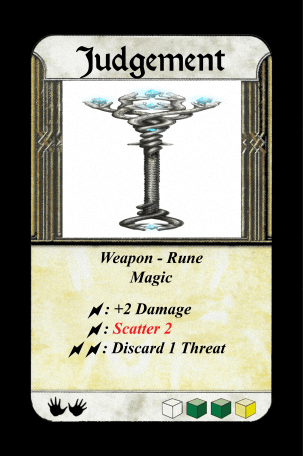 Judgement
Weapon - Rune
Magic
: +2 Damage
: Scatter 2
: Discard 1 Threat